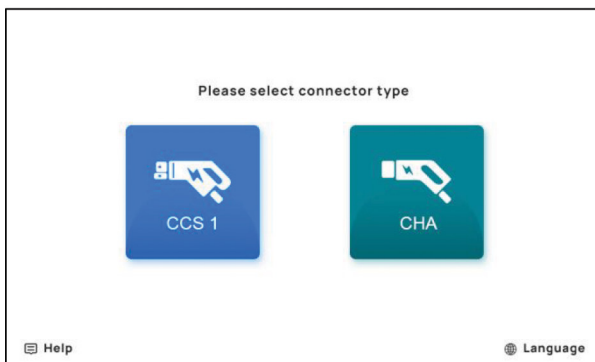 Please select connector type
CCS 1
CHA
Help
Language